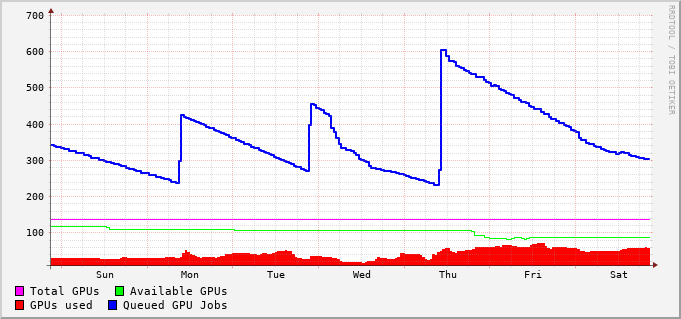 700
600
500
400
300
200
100
Sun Mon Tue Wed Thu Fri Sat
Total GPUs Available GPUs
GPUs used Queued GPU Jobs
RRDTOOL / TOBI OETIKER